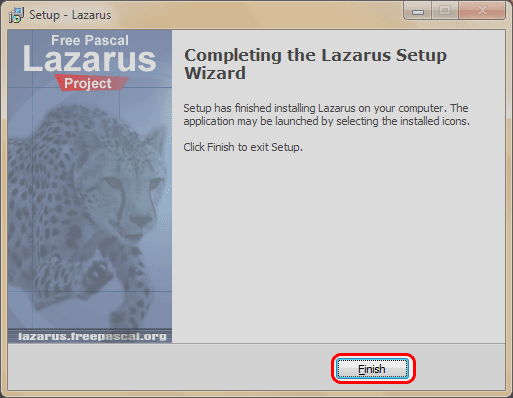 Setup - Lazarus
Free Pascal
Lazarus
Project
Completing the Lazarus Setup
Wizard
Setup has finished installing Lazarus on your computer. The
application may be launched by selecting the installed icons.
Click Finish to exit Setup.
lazarus.freepascal.org
Finish